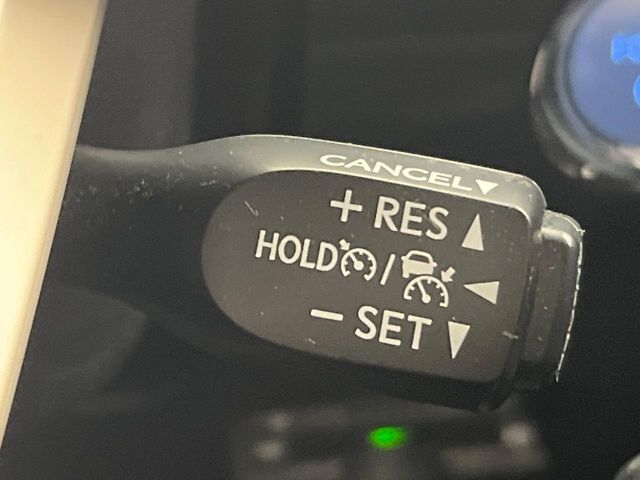 CANCEL
+ RES
HOLD /
− SET